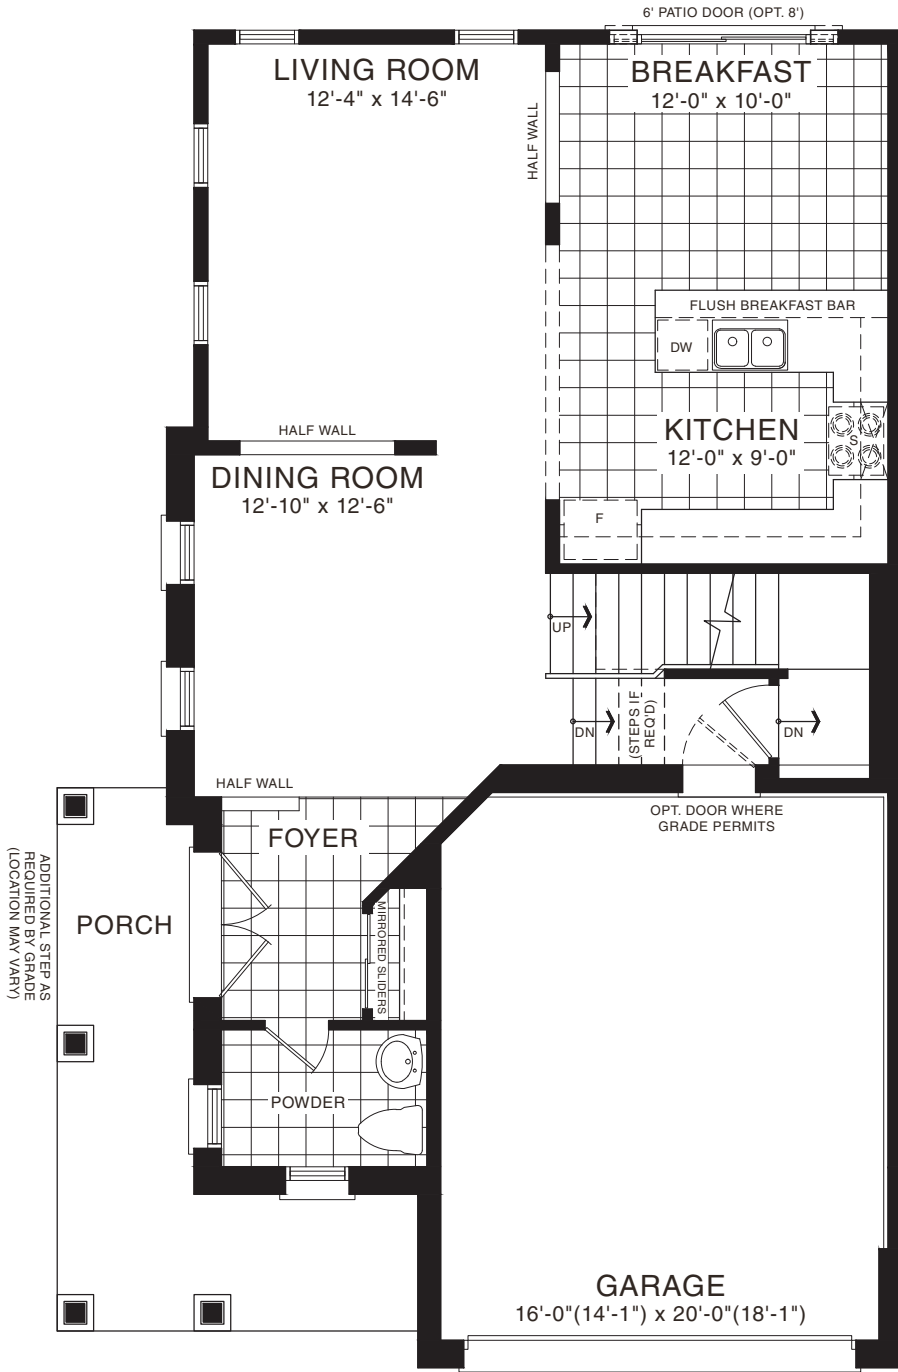 6' PATIO DOOR (OPT. 8')
LIVING ROOM
12'-4" x 14'-6"
BREAKFAST
12'-0" x 10'-0"
HALF WALL
FLUSH BREAKFAST BAR
DW
KITCHEN
12'-0" x 9'-0"
S
HALF WALL
DINING ROOM
12'-10" x 12'-6"
F
UP
DN
(STEPS IF
REQ'D)
DN
HALF WALL
OPT. DOOR WHERE
GRADE PERMITS
FOYER
MIRRORED SLIDERS
PORCH
ADDITIONAL STEP AS
REQUIRED BY GRADE
(LOCATION MAY VARY)
POWDER
GARAGE
16'-0"(14'-1") x 20'-0"(18'-1")